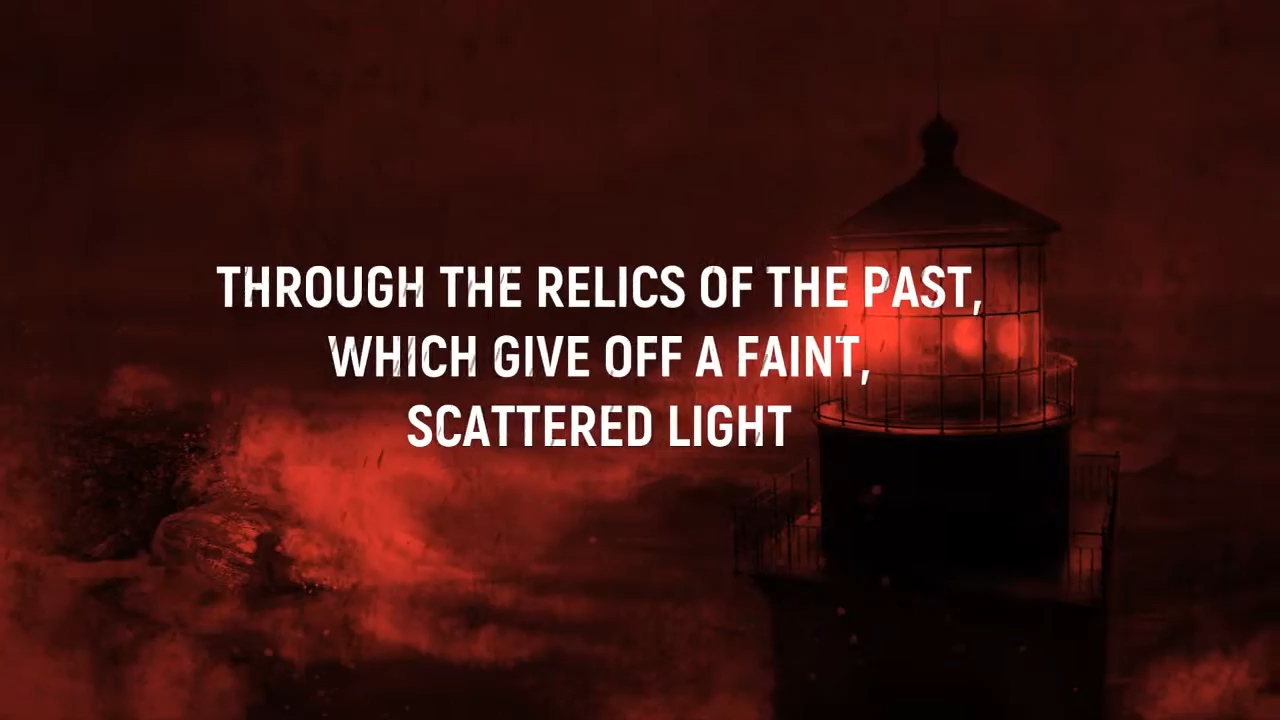 THROUGH THE RELICS OF THE PAST,
WHICH GIVE OFF A FAINT,
SCATTERED LIGHT